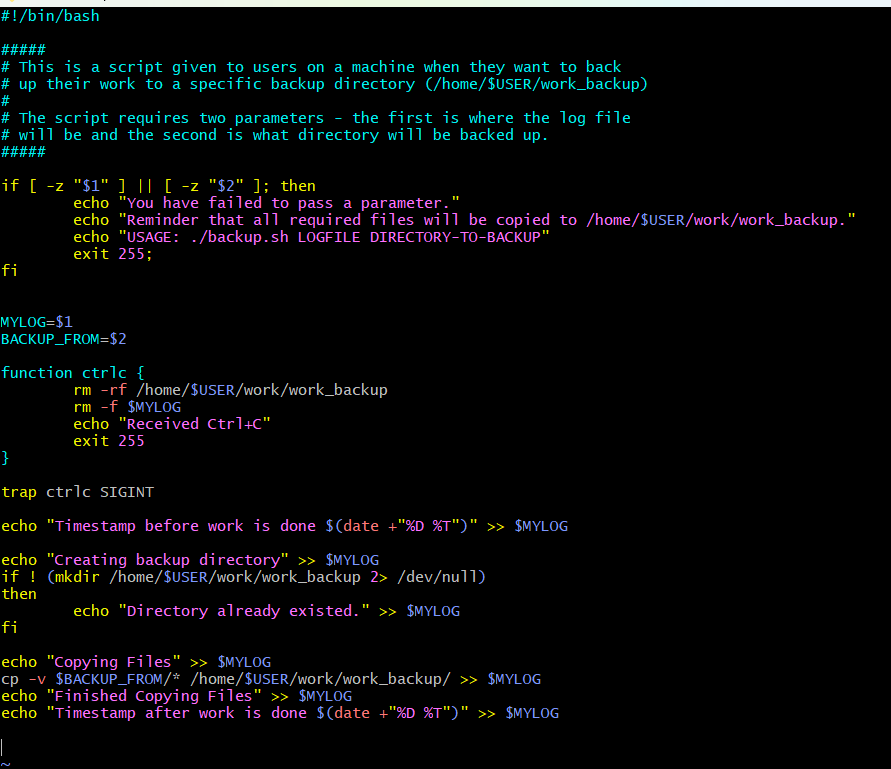 #!/bin/bash
#####
# This is a script given to users on a machine when they want to back
# up their work to a specific backup directory (/home/$USER/work_backup)
#
# The script requires two parameters - the first is where the log file
# will be and the second is what directory will be backed up.
#####
if [ -z "$1" ] || [ -z "$2" ]; then
        echo "You have failed to pass a parameter."
        echo "Reminder that all required files will be copied to /home/$USER/work/work_backup."
        echo "USAGE: ./backup.sh LOGFILE DIRECTORY-TO-BACKUP"
        exit 255;
fi
MYLOG=$1
BACKUP_FROM=$2
function ctrlc {
        rm -rf /home/$USER/work/work_backup
        rm -f $MYLOG
        echo "Received Ctrl+C"
        exit 255
}
trap ctrlc SIGINT
echo "Timestamp before work is done $(date +"%D %T")" >> $MYLOG
echo "Creating backup directory" >> $MYLOG
if ! (mkdir /home/$USER/work/work_backup 2> /dev/null)
then
        echo "Directory already existed." >> $MYLOG
fi
echo "Copying Files" >> $MYLOG
cp -v $BACKUP_FROM/* /home/$USER/work/work_backup/ >> $MYLOG
echo "Finished Copying Files" >> $MYLOG
echo "Timestamp after work is done $(date +"%D %T")" >> $MYLOG
~